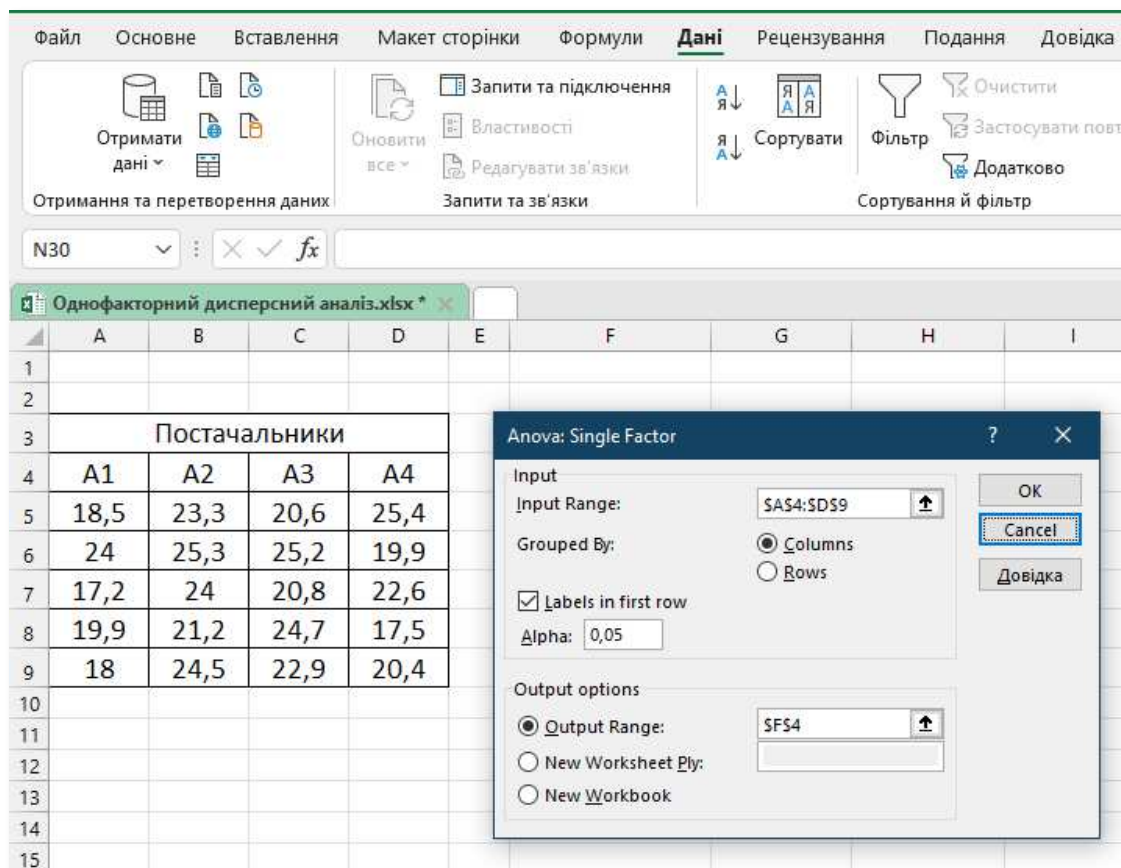 Файл Основне Вставлення Макет сторінки Формули Дані Рецензування Подання Довідка
Отримати дані
Оновити все
Запити та підключення
Властивості
Редагувати зв'язки
Сортувати
Фільтр
Очистити
Застосувати повт
Додатково
Отримання та перетворення даних
Запити та зв'язки
Сортування й фільтр
N30 fx
Однофакторний дисперсний аналіз.xlsx *
A B C D E F G H I
1
2
3 Постачальники
4 A1 A2 A3 A4
5 18,5 23,3 20,6 25,4
6 24 25,3 25,2 19,9
7 17,2 24 20,8 22,6
8 19,9 21,2 24,7 17,5
9 18 24,5 22,9 20,4
10
11
12
13
14
15
Anova: Single Factor ?
Input
Input Range: $A$4:$D$9
Grouped By: Columns
Rows
Labels in first row
Alpha: 0,05
OK
Cancel
Довідка
Output options
Output Range: $F$4
New Worksheet Ply:
New Workbook